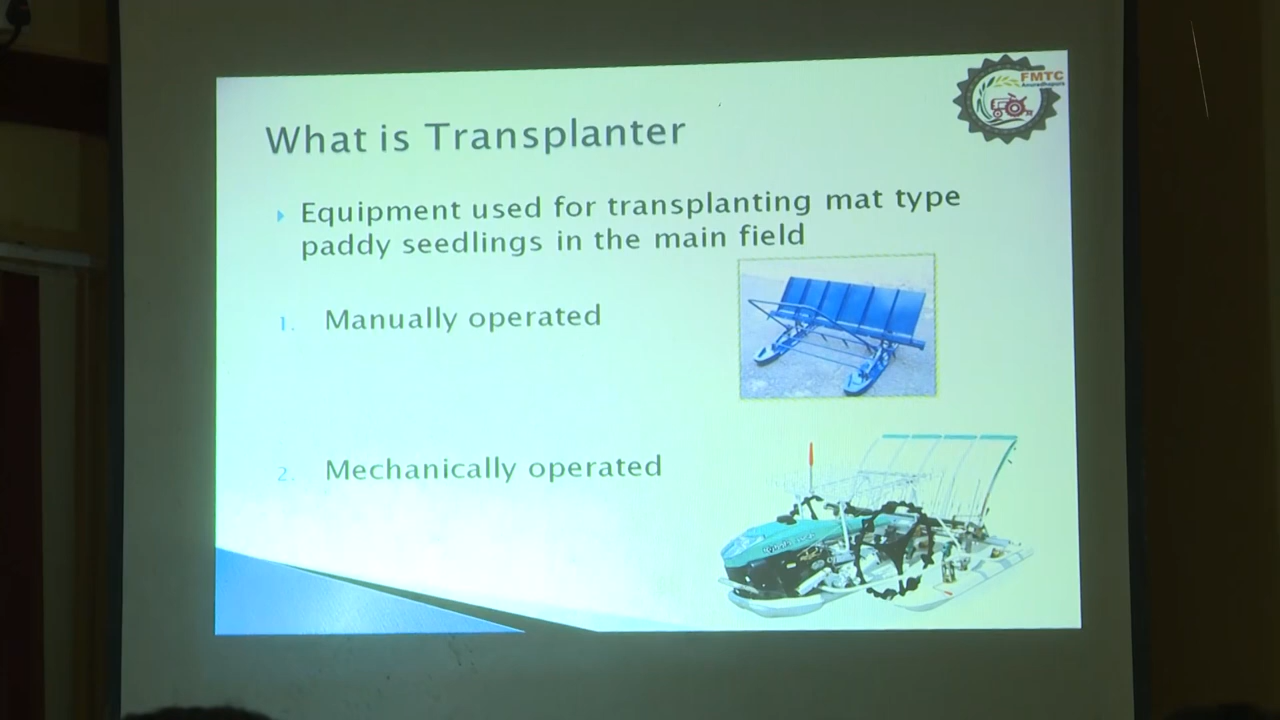 FMTC
Anuradhapura
What is Transplanter
Equipment used for transplanting mat type
paddy seedlings in the main field
1. Manually operated
2. Mechanically operated